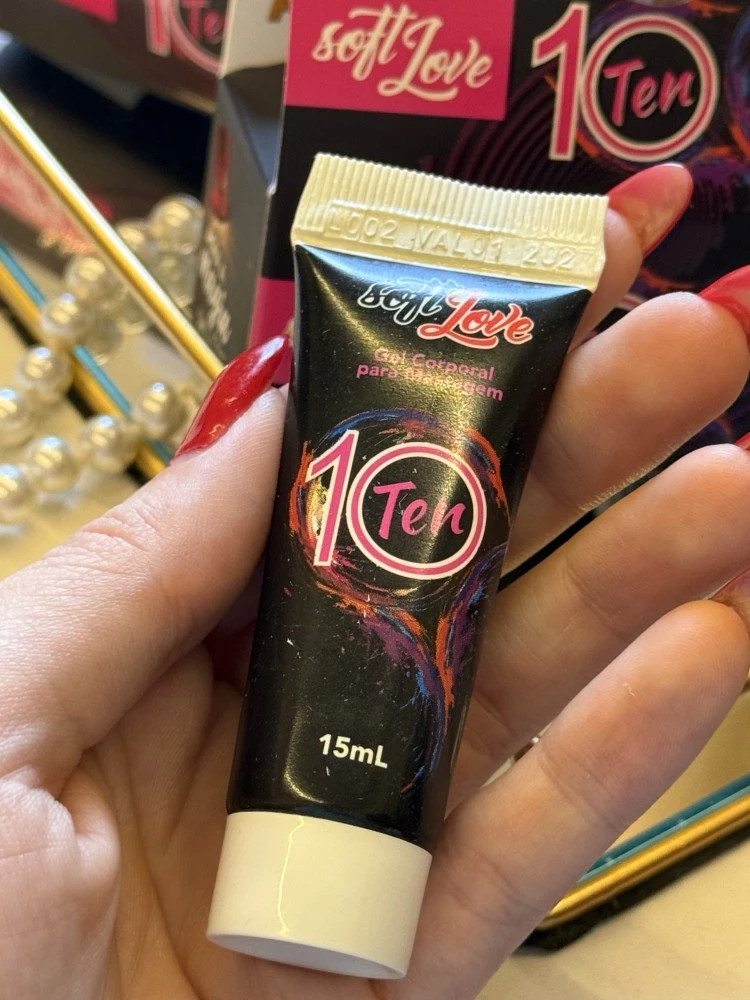 soft Love
10 Ten
L002 VAL01 2027
soft Love
Gel Corporal
para Massagem
10 Ten
15mL